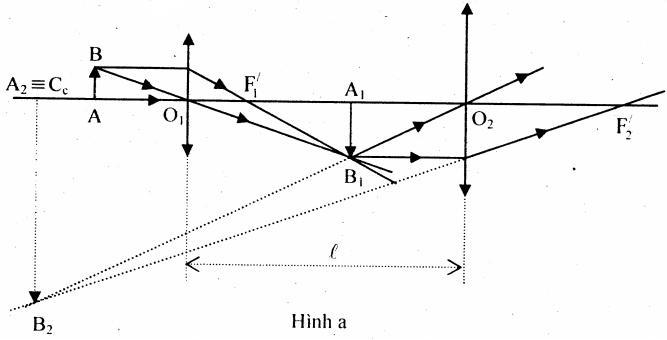 B
A₂ ≡ C꜀
A
O₁
F₁′
A₁
B₁
O₂
F₂′
ℓ
B₂
Hình a